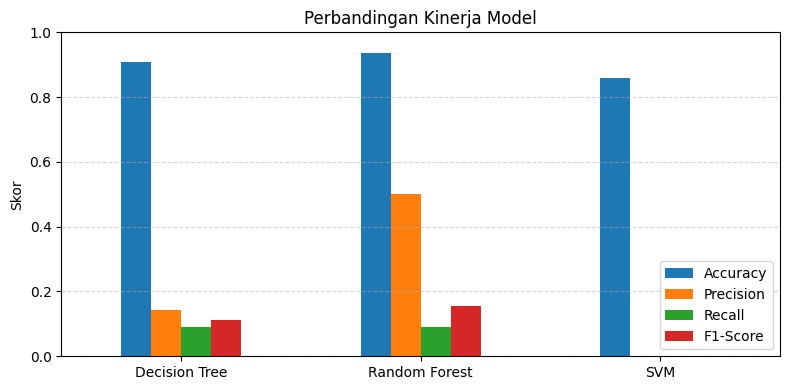 Perbandingan Kinerja Model
Skor
1.0
0.8
0.6
0.4
0.2
0.0
Decision Tree
Random Forest
SVM
Accuracy
Precision
Recall
F1-Score